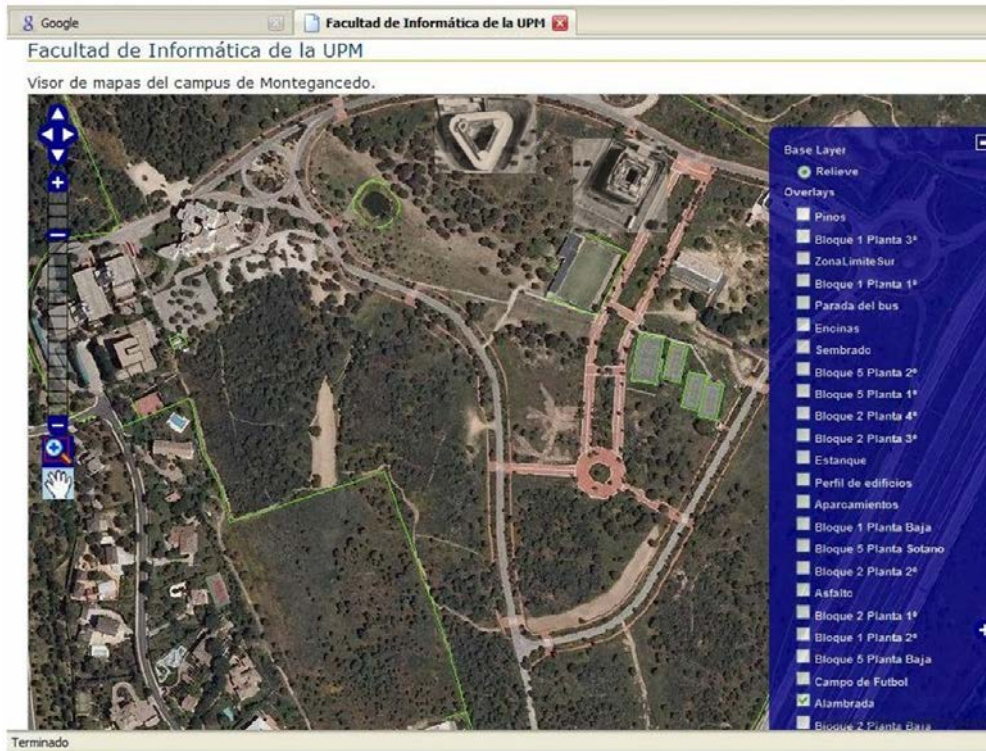 Google
Facultad de Informática de la UPM
Facultad de Informática de la UPM
Visor de mapas del campus de Montegancedo.
Base Layer
Relieve
Overlays
Pinos
Bloque 1 Planta 3ª
ZonaLimiteSur
Bloque 1 Planta 1ª
Parada del bus
Encinas
Sembrado
Bloque 5 Planta 2ª
Bloque 5 Planta 1ª
Bloque 2 Planta 4ª
Bloque 2 Planta 3ª
Estanque
Perfil de edificios
Aparcamientos
Bloque 1 Planta Baja
Bloque 5 Planta Sotano
Bloque 2 Planta 2ª
Asfalto
Bloque 2 Planta 1ª
Bloque 1 Planta 2ª
Bloque 5 Planta Baja
Campo de Futbol
Alambrada
Bloque 2 Planta Baja
Terminado